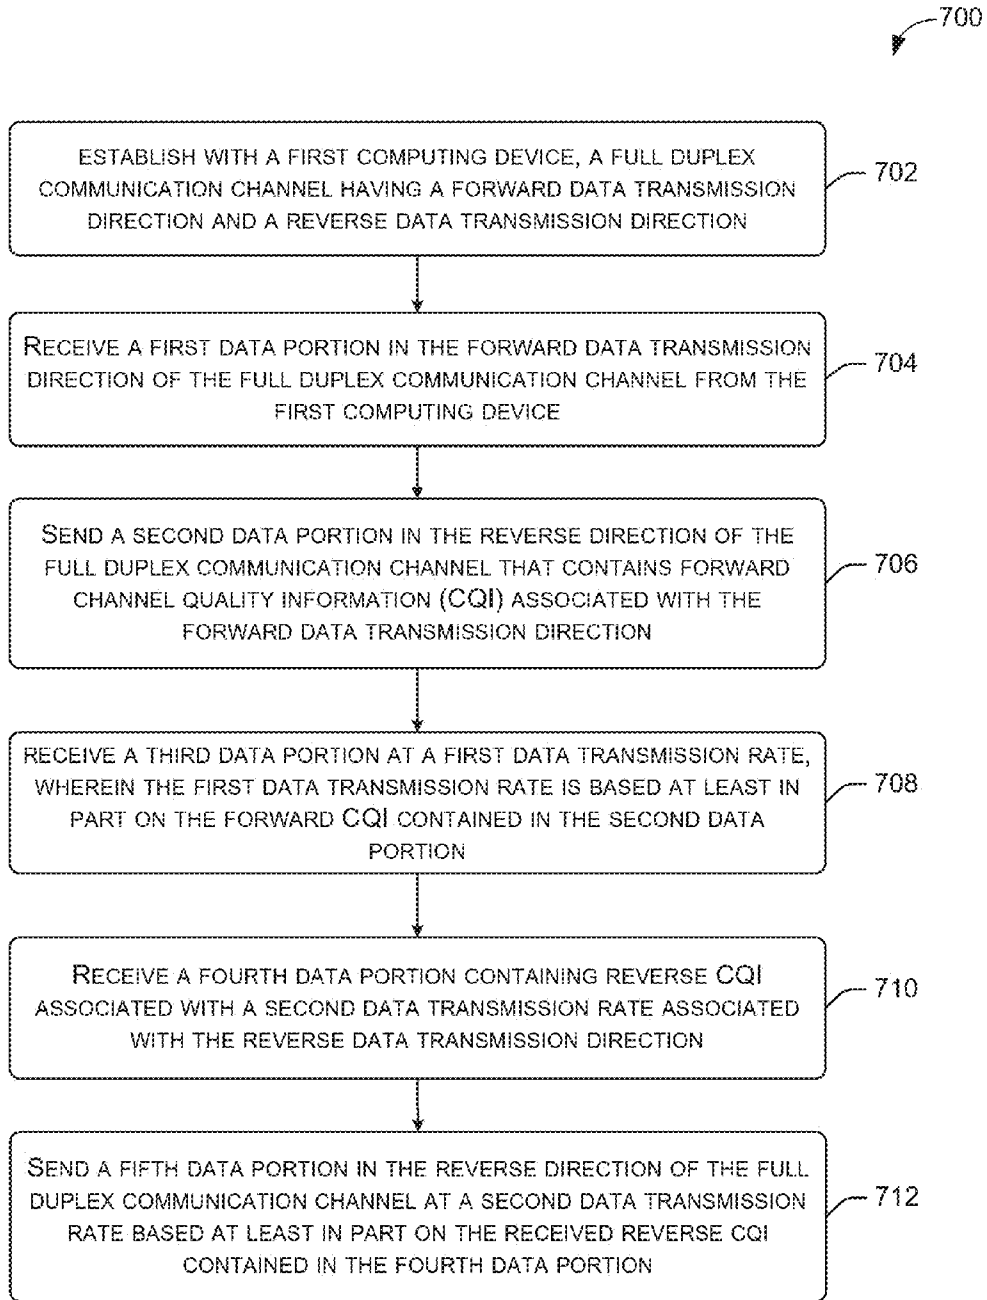 700
ESTABLISH WITH A FIRST COMPUTING DEVICE, A FULL DUPLEX
COMMUNICATION CHANNEL HAVING A FORWARD DATA TRANSMISSION
DIRECTION AND A REVERSE DATA TRANSMISSION DIRECTION
702
RECEIVE A FIRST DATA PORTION IN THE FORWARD DATA TRANSMISSION
DIRECTION OF THE FULL DUPLEX COMMUNICATION CHANNEL FROM THE
FIRST COMPUTING DEVICE
704
SEND A SECOND DATA PORTION IN THE REVERSE DIRECTION OF THE
FULL DUPLEX COMMUNICATION CHANNEL THAT CONTAINS FORWARD
CHANNEL QUALITY INFORMATION (CQI) ASSOCIATED WITH THE
FORWARD DATA TRANSMISSION DIRECTION
706
RECEIVE A THIRD DATA PORTION AT A FIRST DATA TRANSMISSION RATE,
WHEREIN THE FIRST DATA TRANSMISSION RATE IS BASED AT LEAST IN
PART ON THE FORWARD CQI CONTAINED IN THE SECOND DATA
PORTION
708
RECEIVE A FOURTH DATA PORTION CONTAINING REVERSE CQI
ASSOCIATED WITH A SECOND DATA TRANSMISSION RATE ASSOCIATED
WITH THE REVERSE DATA TRANSMISSION DIRECTION
710
SEND A FIFTH DATA PORTION IN THE REVERSE DIRECTION OF THE FULL
DUPLEX COMMUNICATION CHANNEL AT A SECOND DATA TRANSMISSION
RATE BASED AT LEAST IN PART ON THE RECEIVED REVERSE CQI
CONTAINED IN THE FOURTH DATA PORTION
712